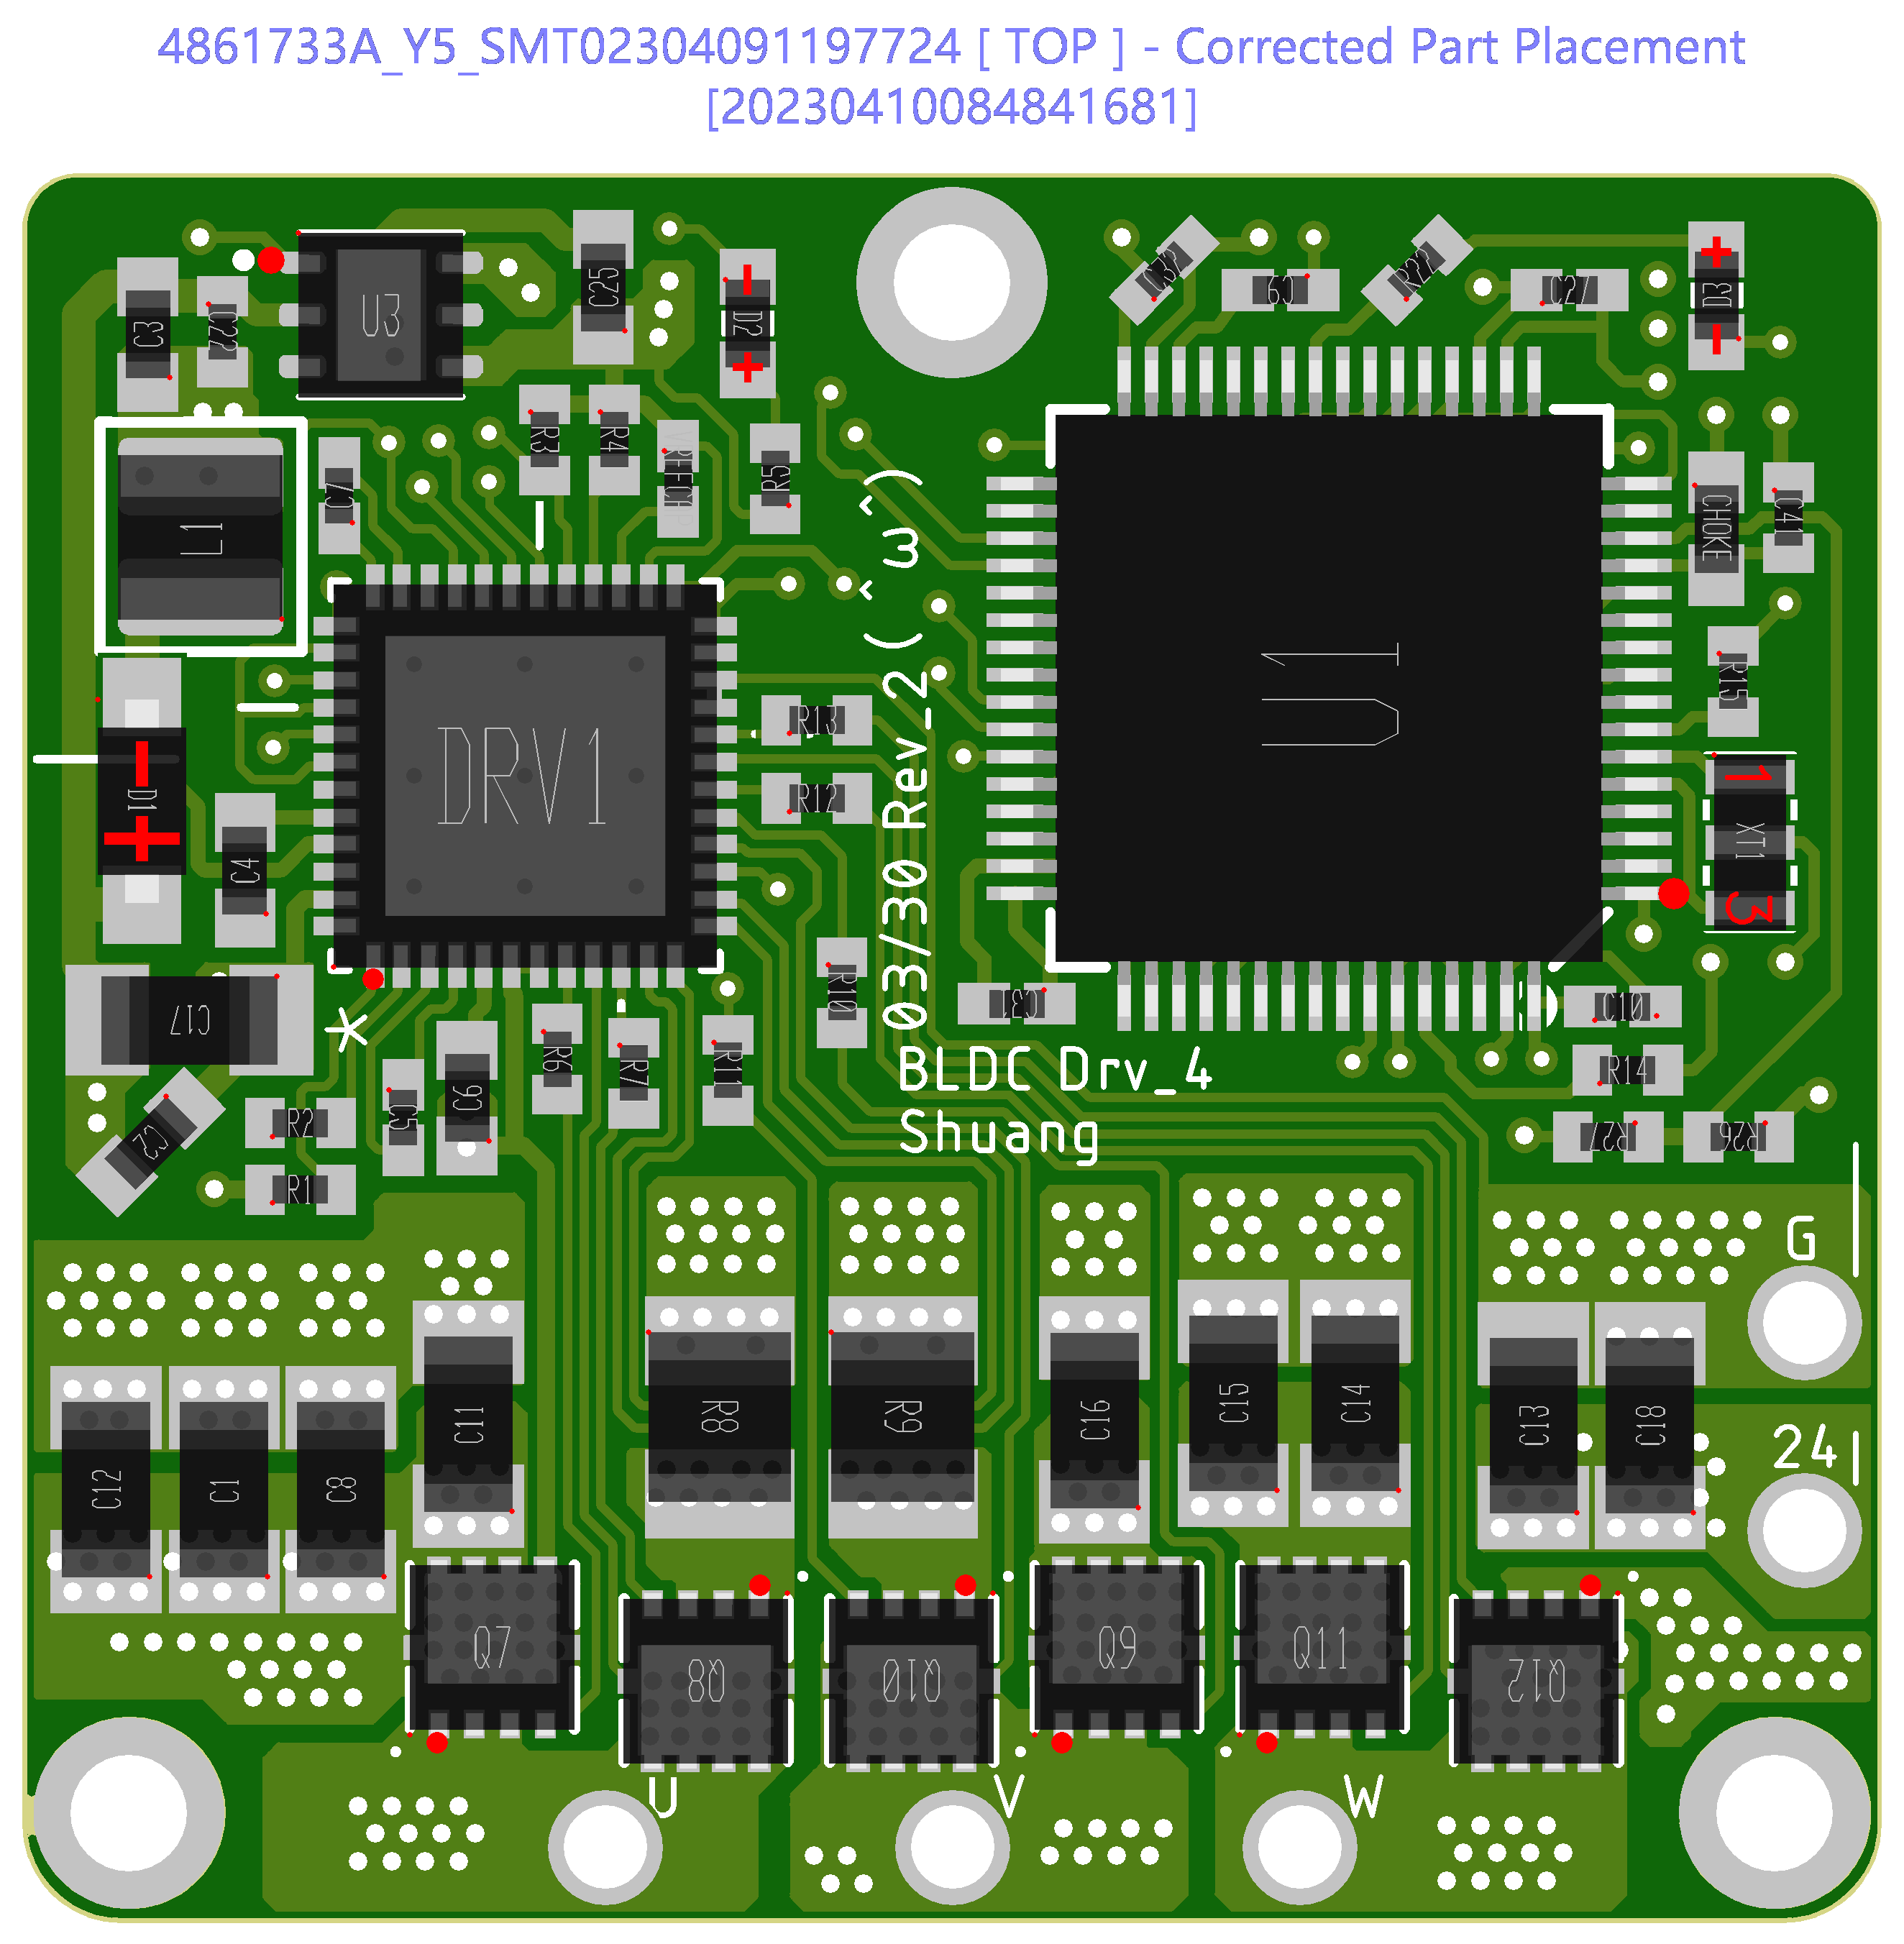 4861733A_Y5_SMT02304091197724 [ TOP ] - Corrected Part Placement
[20230410084841681]
C3
C2A
U3
C25
D2
C32
C9
R22
C27
D3
R3
R4
VREFCHP
R5
CHOKE
C41
L1
C7
U1
R15
DRV1
R13
R12
D1
C4
XT1
1
3
03/30 Rev_2 ( ^ ω ^ )
C17
*
R10
C31
C10
R6
R7
R11
C6
C5
R14
BLDC Drv_4
Shuang
R2
R1
C2
R27
R26
G
C12
C1
C8
C11
R8
R9
C16
C15
C14
C13
C18
24
Q7
Q8
Q10
Q9
Q11
Q12
U
V
W